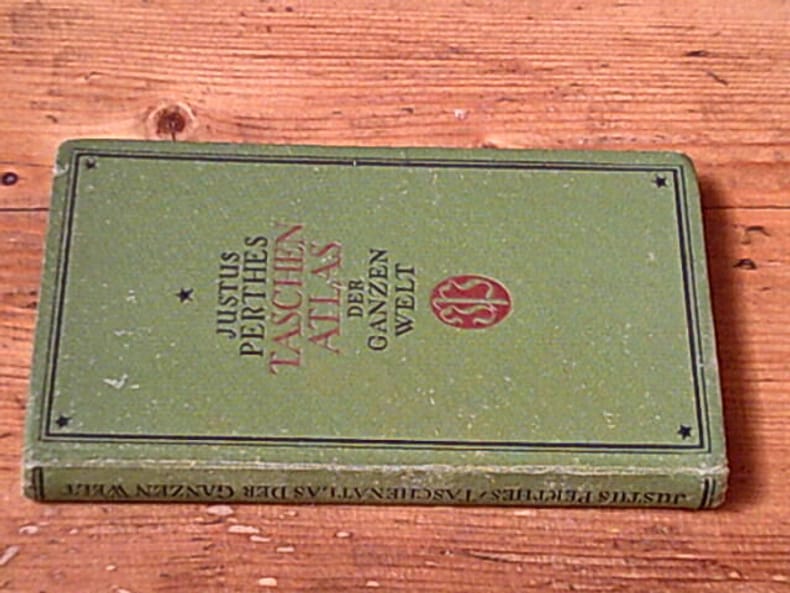 JUSTUS
PERTHES
TASCHEN
ATLAS
DER
GANZEN
WELT
JUSTUS PERTHES / TASCHENATLAS DER GANZEN WELT